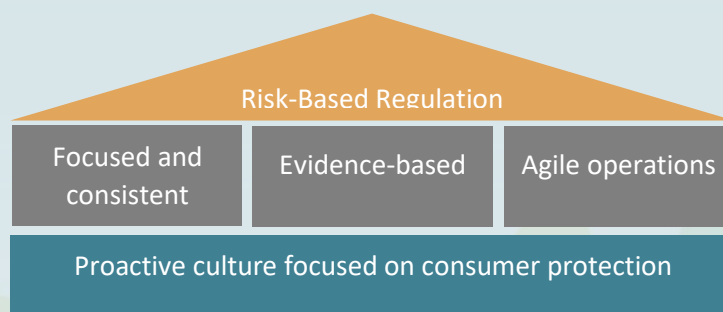 Risk-Based Regulation
Focused and
consistent
Evidence-based
Agile operations
Proactive culture focused on consumer protection